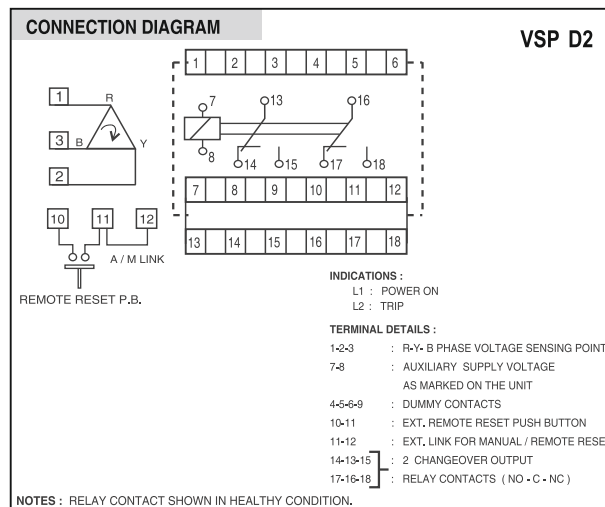 CONNECTION DIAGRAM
VSP D2
1 2 3 4 5 6
1 R
3 B Y
2
7 13 16
8 14 15 17 18
7 8 9 10 11 12
10 11 12
13 14 15 16 17 18
A / M LINK
REMOTE RESET P.B.
INDICATIONS :
L1 : POWER ON
L2 : TRIP
TERMINAL DETAILS :
1-2-3 : R-Y- B PHASE VOLTAGE SENSING POINT
7-8 : AUXILIARY SUPPLY VOLTAGE
AS MARKED ON THE UNIT
4-5-6-9 : DUMMY CONTACTS
10-11 : EXT. REMOTE RESET PUSH BUTTON
11-12 : EXT. LINK FOR MANUAL / REMOTE RESE
14-13-15 : 2 CHANGEOVER OUTPUT
17-16-18 : RELAY CONTACTS ( NO - C - NC )
NOTES : RELAY CONTACT SHOWN IN HEALTHY CONDITION.